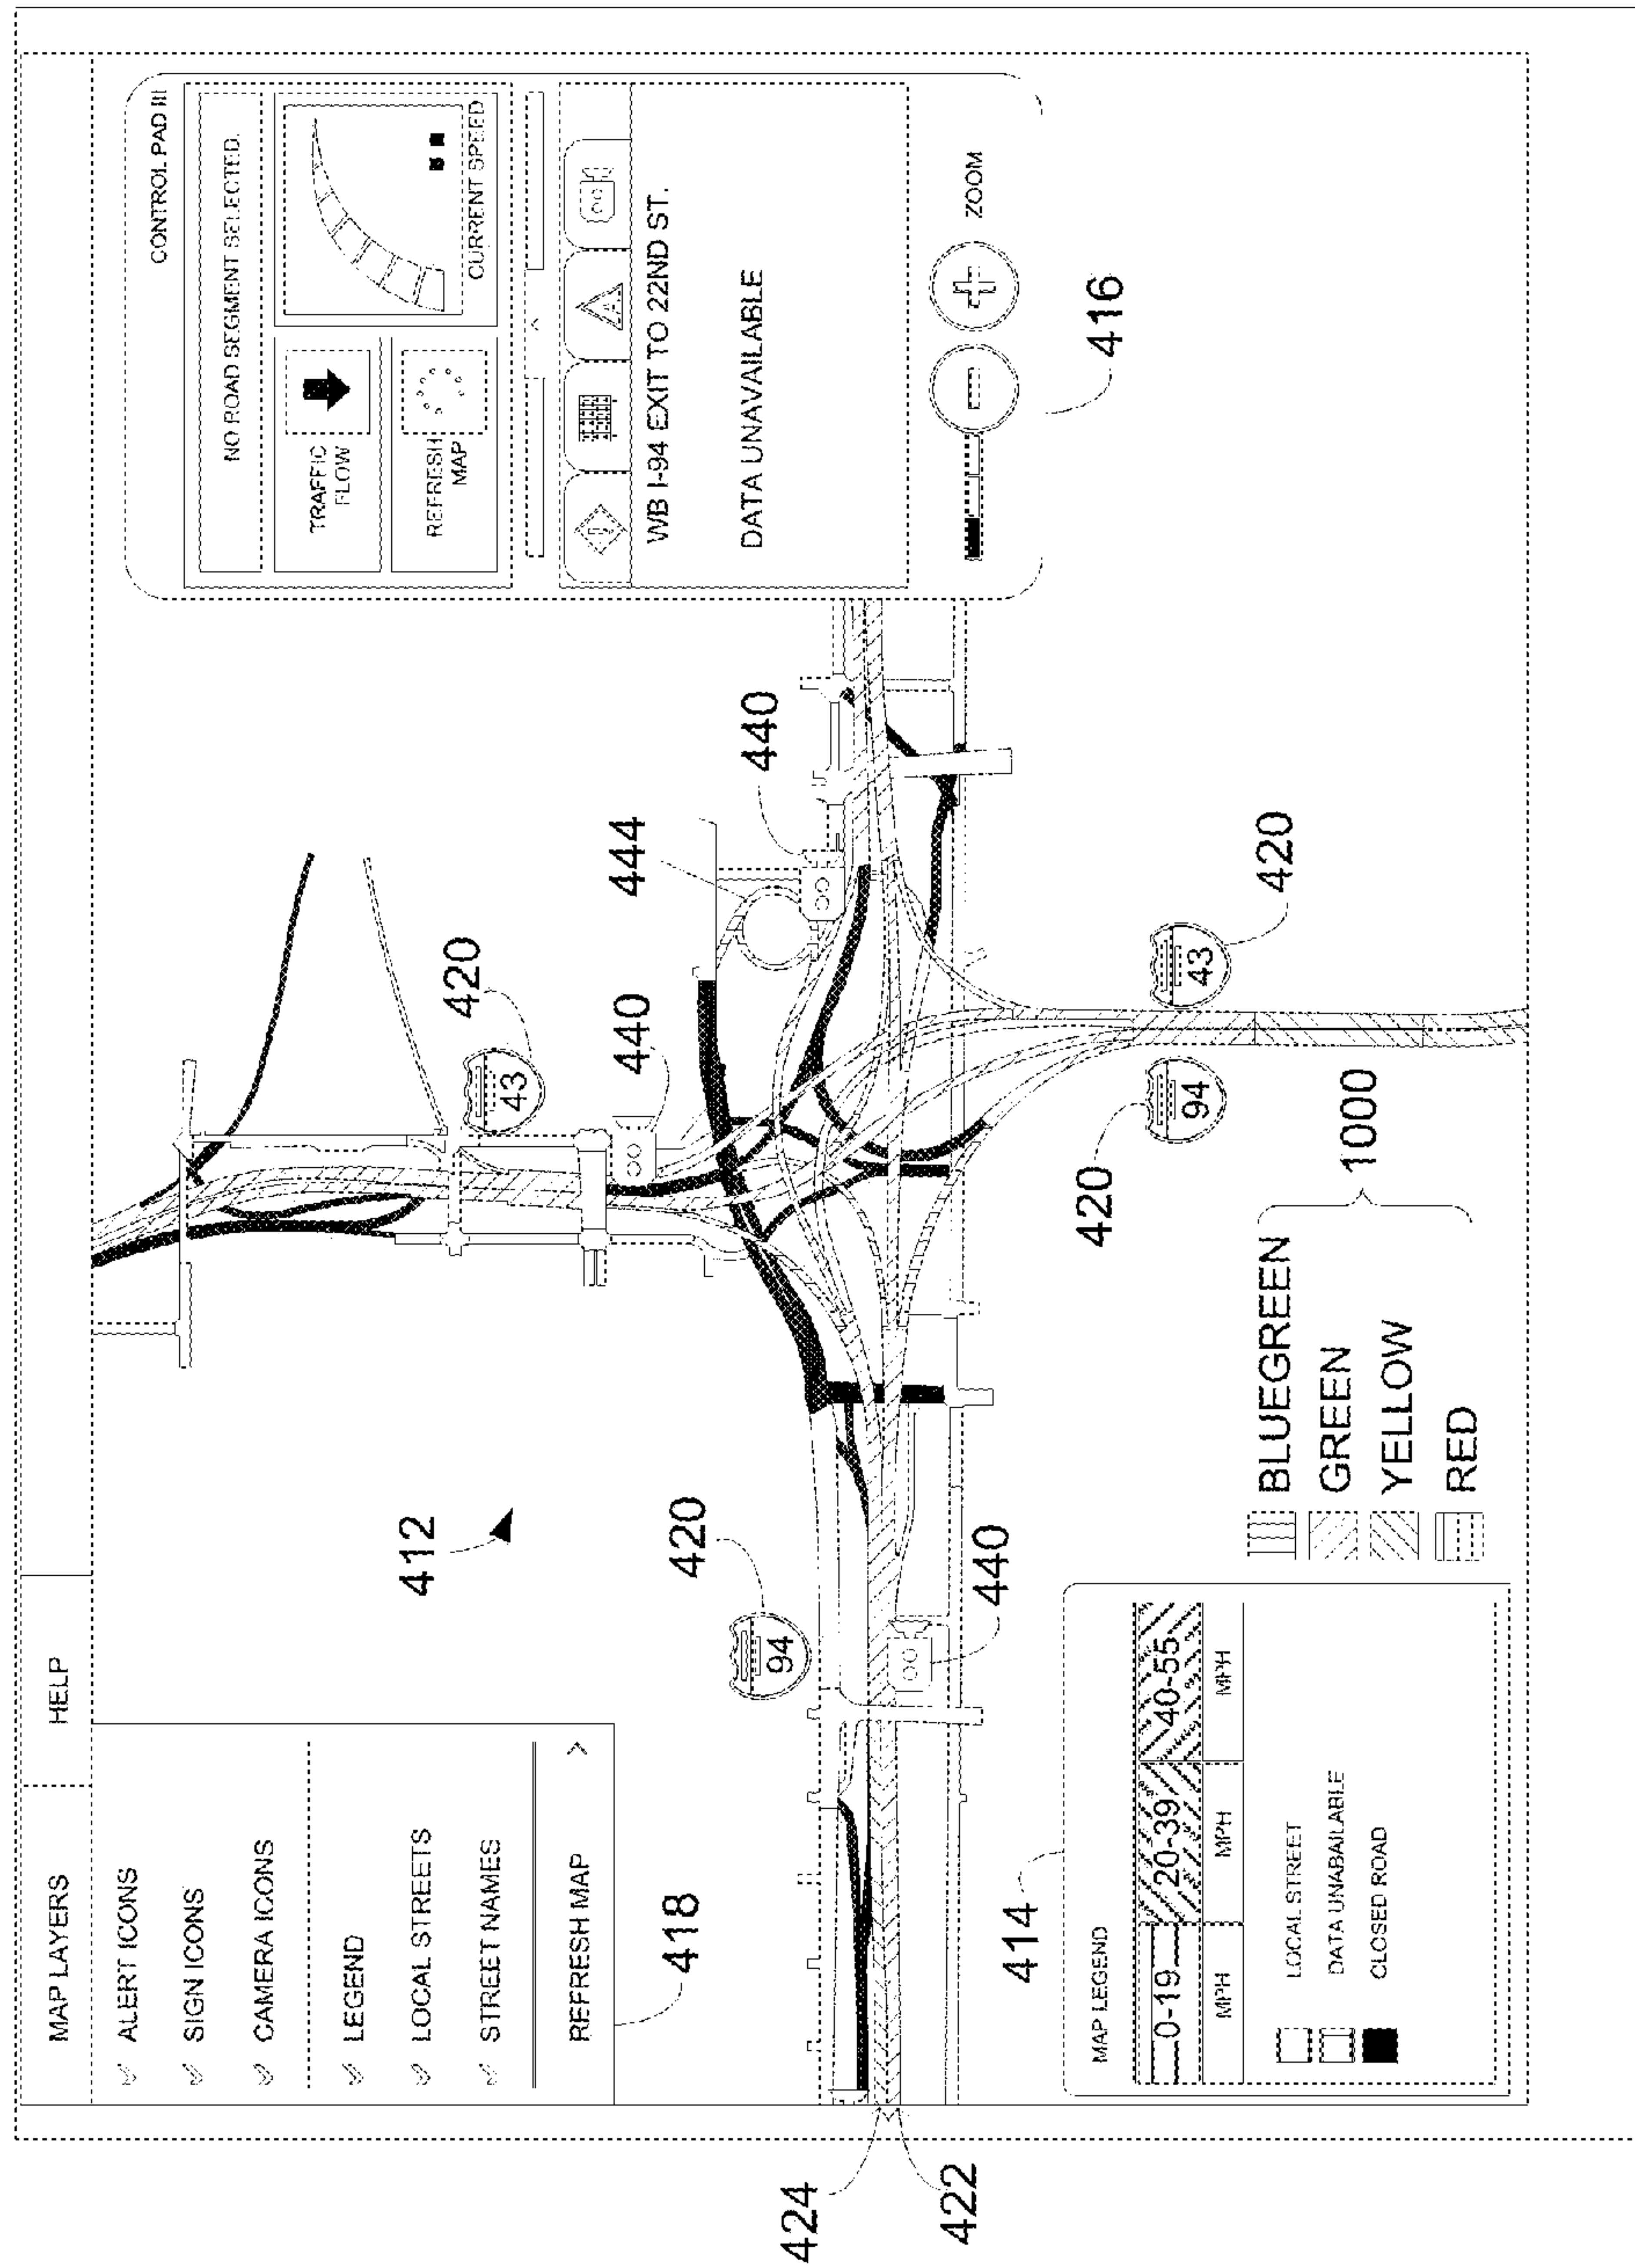 MAP LAYERS
HELP
ALERT ICONS
SIGN ICONS
CAMERA ICONS
LEGEND
LOCAL STREETS
STREET NAMES
REFRESH MAP >
418
412
420
43
420
94
440
444
440
440
CONTROL PAD III
NO ROAD SEGMENT SELECTED.
TRAFFIC
FLOW
REFRESH
MAP
CURRENT SPEED
WB I-94 EXIT TO 22ND ST.
DATA UNAVAILABLE
ZOOM
416
424
422
414
MAP LEGEND
0-19 20-39 40-55
MPH MPH MPH
LOCAL STREET
DATA UNABAILABLE
CLOSED ROAD
BLUEGREEN
GREEN
YELLOW
RED
1000
420
94
43
420